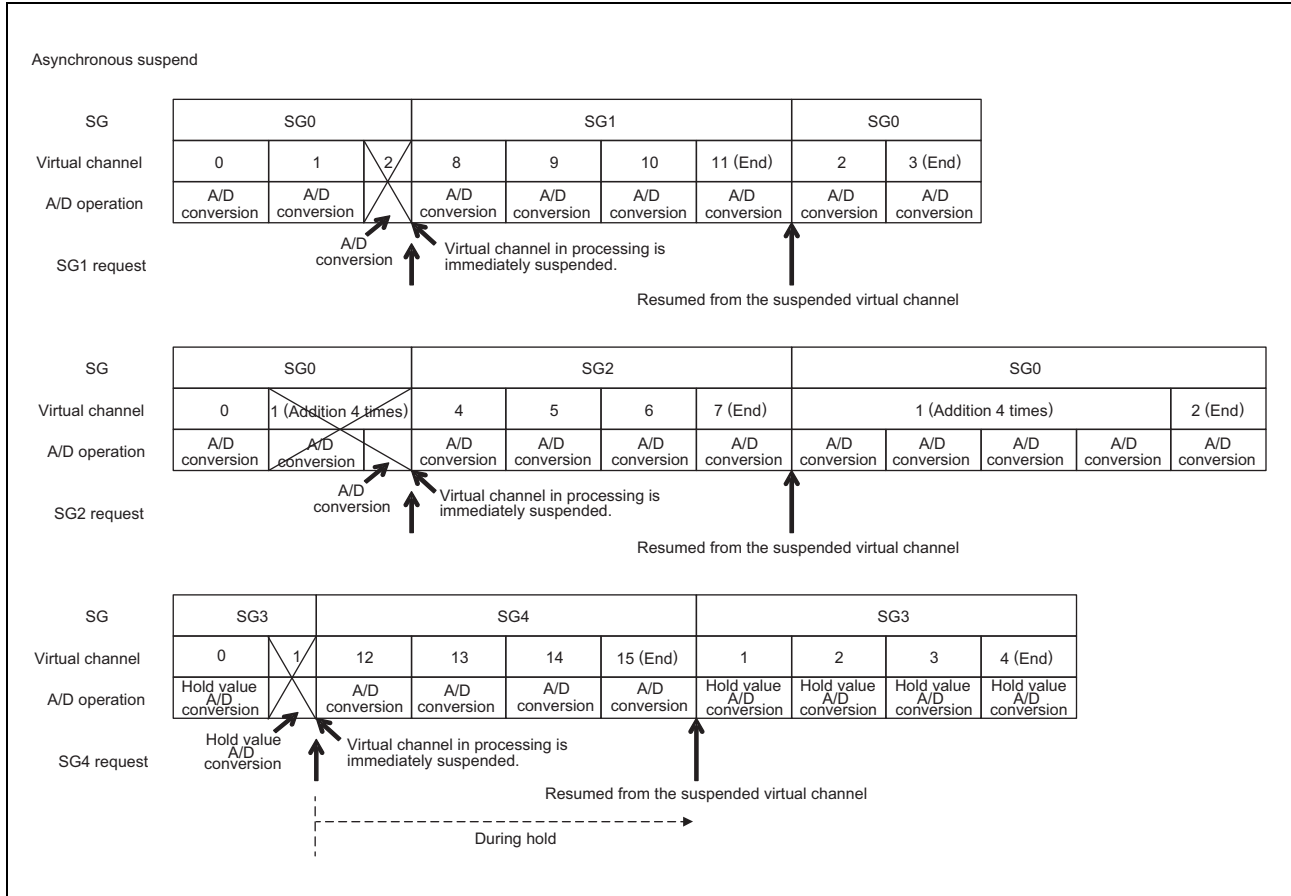 Asynchronous suspend
SG SG0 SG1 SG0
Virtual channel 0 1 2 8 9 10 11 (End) 2 3 (End)
A/D operation A/D conversion A/D conversion A/D conversion A/D conversion A/D conversion A/D conversion A/D conversion A/D conversion
A/D conversion
Virtual channel in processing is
immediately suspended.
SG1 request
Resumed from the suspended virtual channel
SG SG0 SG2 SG0
Virtual channel 0 1 (Addition 4 times) 4 5 6 7 (End) 1 (Addition 4 times) 2 (End)
A/D operation A/D conversion A/D conversion A/D conversion A/D conversion A/D conversion A/D conversion A/D conversion A/D conversion A/D conversion A/D conversion A/D conversion
A/D conversion
Virtual channel in processing is
immediately suspended.
SG2 request
Resumed from the suspended virtual channel
SG SG3 SG4 SG3
Virtual channel 0 1 12 13 14 15 (End) 1 2 3 4 (End)
A/D operation Hold value A/D conversion A/D conversion A/D conversion A/D conversion A/D conversion Hold value A/D conversion Hold value A/D conversion Hold value A/D conversion Hold value A/D conversion
Hold value A/D conversion
Virtual channel in processing is
immediately suspended.
SG4 request
Resumed from the suspended virtual channel
During hold